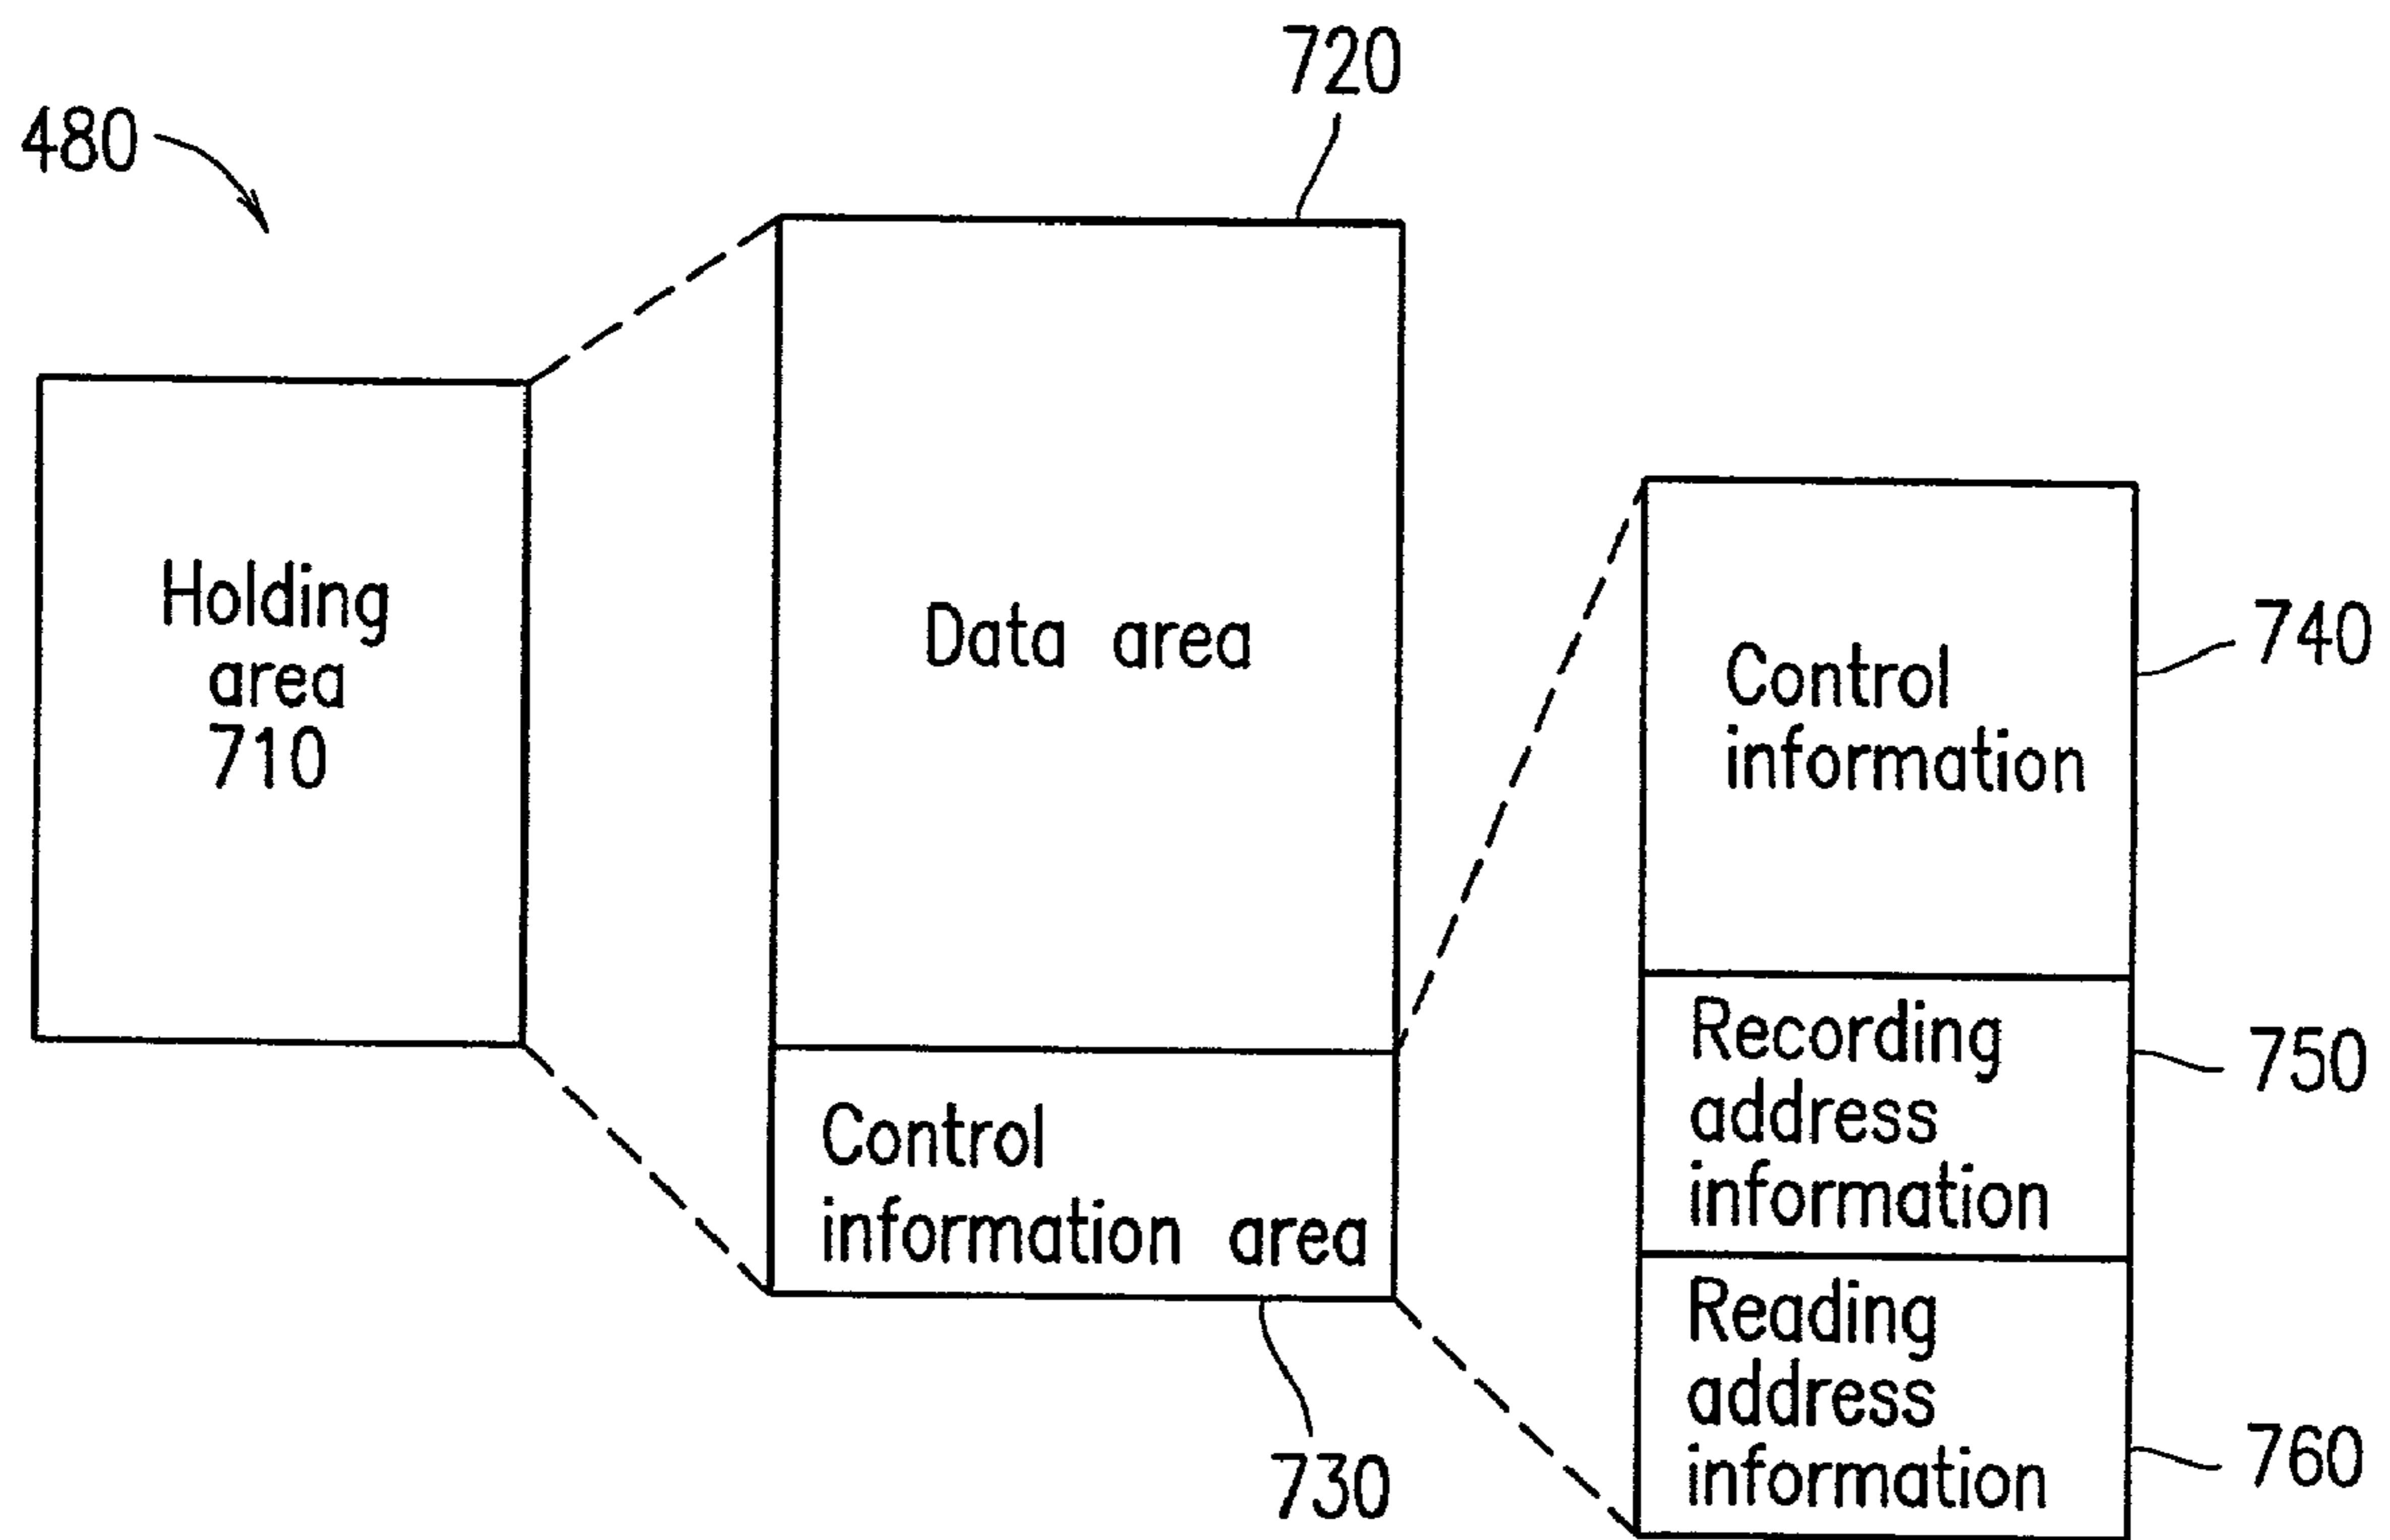 720
480
Holding
area
710
Data area
Control
information area
730
Control
information
740
Recording
address
information
750
Reading
address
information
760